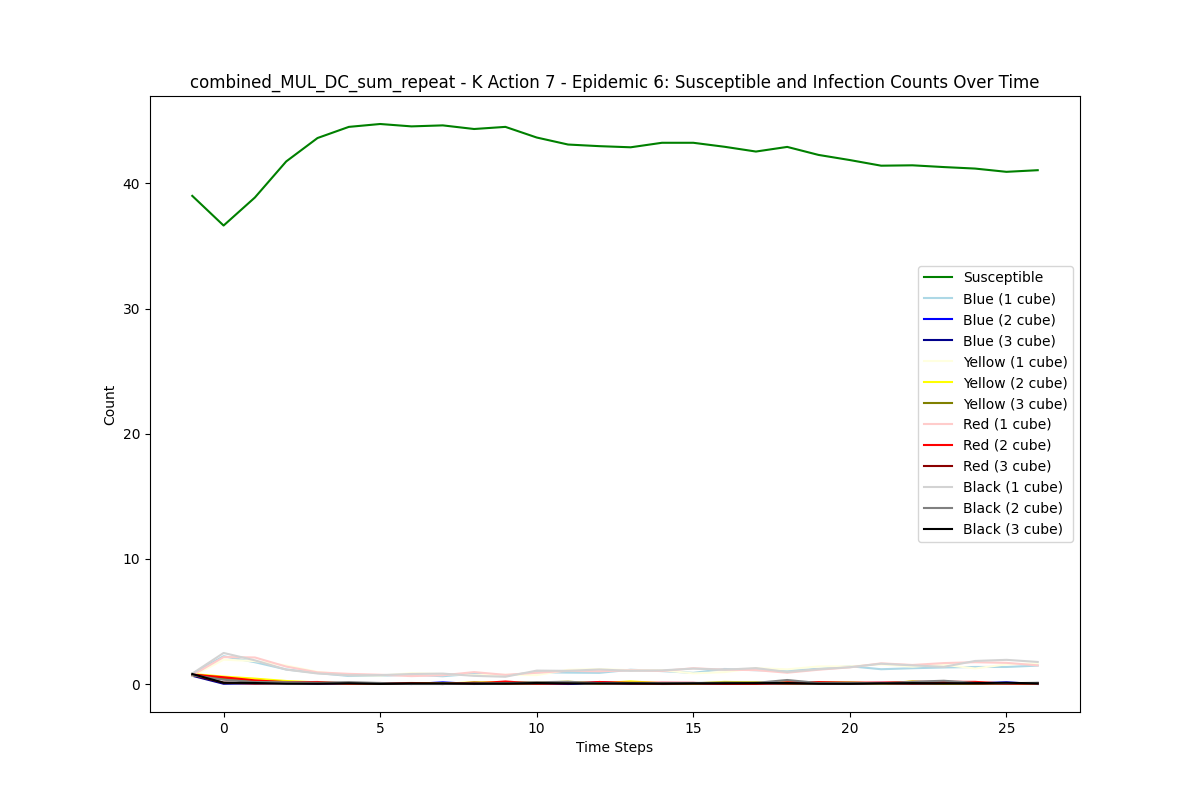 combined_MUL_DC_sum_repeat - K Action 7 - Epidemic 6: Susceptible and Infection Counts Over Time
40
30
20
10
0
Count
Susceptible
Blue (1 cube)
Blue (2 cube)
Blue (3 cube)
Yellow (1 cube)
Yellow (2 cube)
Yellow (3 cube)
Red (1 cube)
Red (2 cube)
Red (3 cube)
Black (1 cube)
Black (2 cube)
Black (3 cube)
0 5 10 15 20 25
Time Steps